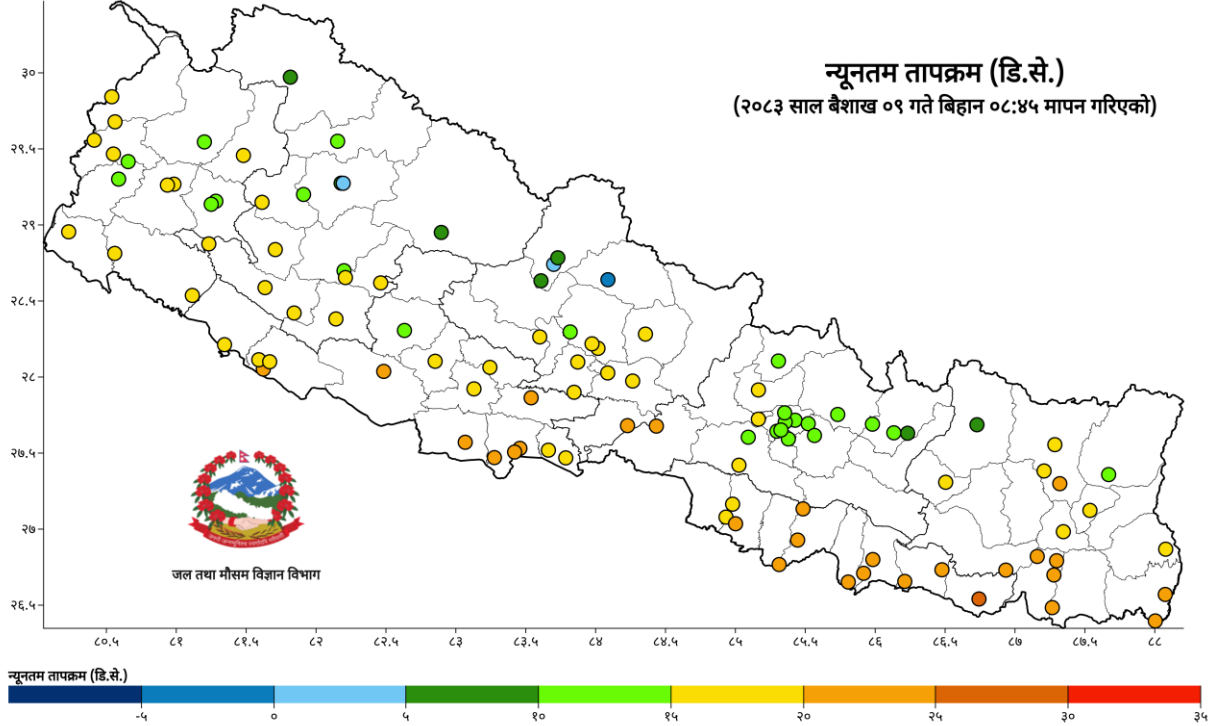 न्यूनतम तापक्रम (डि.से.)
(२०८३ साल बैशाख ०९ गते बिहान ०८:४५ मापन गरिएको)
३०
२९.५
२९
२८.५
२८
२७.५
२७
२६.५
जल तथा मौसम विज्ञान विभाग
८०.५ ८१ ८१.५ ८२ ८२.५ ८३ ८३.५ ८४ ८४.५ ८५ ८५.५ ८६ ८६.५ ८७ ८७.५ ८८
न्यूनतम तापक्रम (डि.से.)
-५ ० ५ १० १५ २० २५ ३० ३५